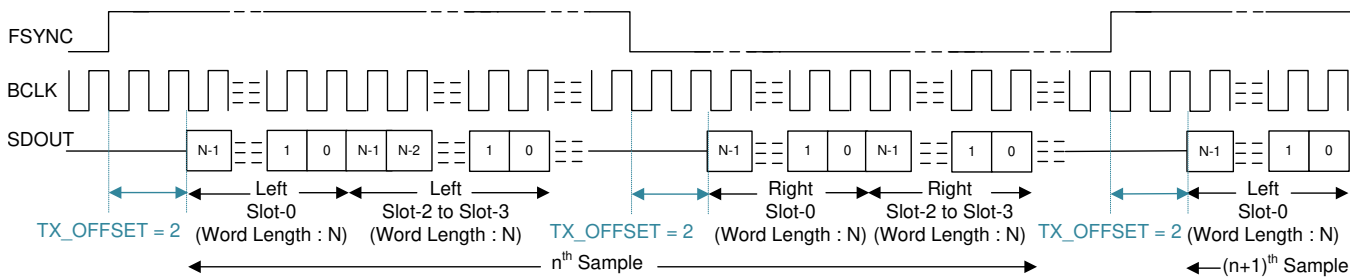 FSYNC
BCLK
SDOUT
N-1 1 0 N-1 N-2 1 0 N-1 1 0 N-1 1 0 N-1 1 0
Left Left Right Right Left
Slot-0 Slot-2 to Slot-3 Slot-0 Slot-2 to Slot-3 Slot-0
TX_OFFSET = 2 (Word Length : N) (Word Length : N) TX_OFFSET = 2 (Word Length : N) (Word Length : N) TX_OFFSET = 2 (Word Length : N)
nth Sample (n+1)th Sample